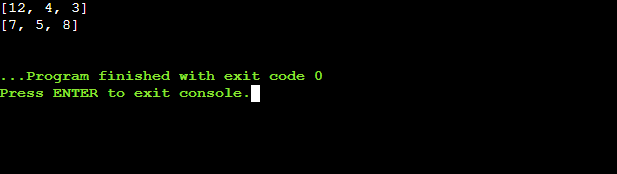 [12, 4, 3]
[7, 5, 8]
...Program finished with exit code 0
Press ENTER to exit console.